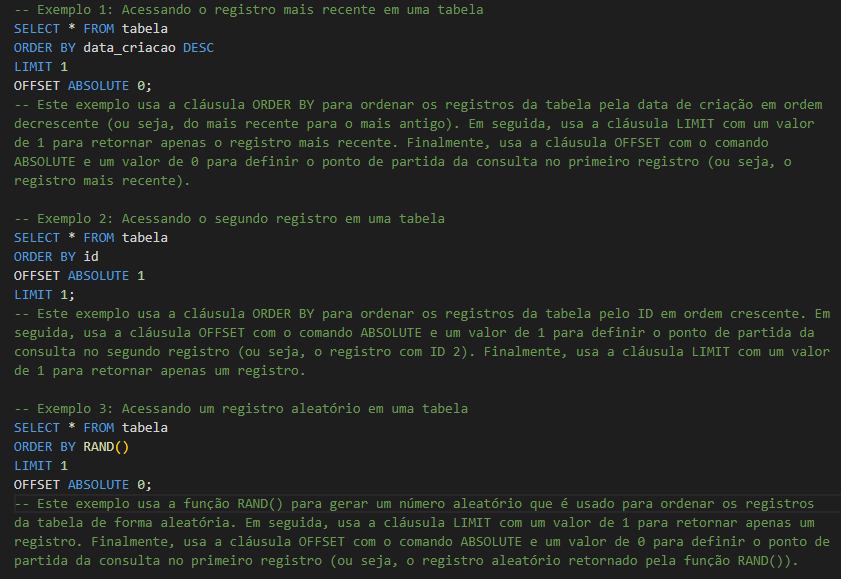 -- Exemplo 1: Acessando o registro mais recente em uma tabela
SELECT * FROM tabela
ORDER BY data_criacao DESC
LIMIT 1
OFFSET ABSOLUTE 0;
-- Este exemplo usa a cláusula ORDER BY para ordenar os registros da tabela pela data de criação em ordem
decrescente (ou seja, do mais recente para o mais antigo). Em seguida, usa a cláusula LIMIT com um valor
de 1 para retornar apenas o registro mais recente. Finalmente, usa a cláusula OFFSET com o comando
ABSOLUTE e um valor de 0 para definir o ponto de partida da consulta no primeiro registro (ou seja, o
registro mais recente).

-- Exemplo 2: Acessando o segundo registro em uma tabela
SELECT * FROM tabela
ORDER BY id
OFFSET ABSOLUTE 1
LIMIT 1;
-- Este exemplo usa a cláusula ORDER BY para ordenar os registros da tabela pelo ID em ordem crescente. Em
seguida, usa a cláusula OFFSET com o comando ABSOLUTE e um valor de 1 para definir o ponto de partida da
consulta no segundo registro (ou seja, o registro com ID 2). Finalmente, usa a cláusula LIMIT com um valor
de 1 para retornar apenas um registro.

-- Exemplo 3: Acessando um registro aleatório em uma tabela
SELECT * FROM tabela
ORDER BY RAND()
LIMIT 1
OFFSET ABSOLUTE 0;
-- Este exemplo usa a função RAND() para gerar um número aleatório que é usado para ordenar os registros
da tabela de forma aleatória. Em seguida, usa a cláusula LIMIT com um valor de 1 para retornar apenas um
registro. Finalmente, usa a cláusula OFFSET com o comando ABSOLUTE e um valor de 0 para definir o ponto de
partida da consulta no primeiro registro (ou seja, o registro aleatório retornado pela função RAND()).